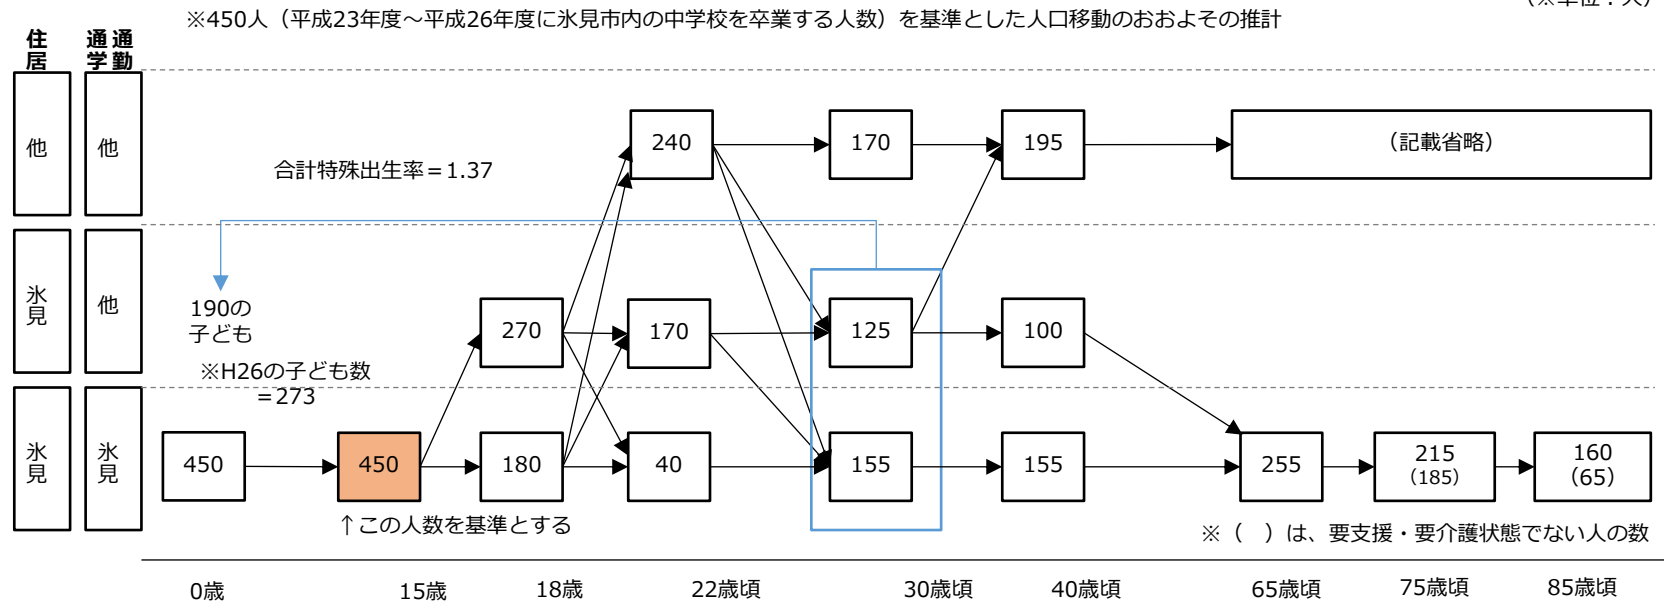 (※単位:人)
※450人(平成23年度～平成26年度に氷見市内の中学校を卒業する人数)を基準とした人口移動のおおよその推計
住居
通学
通勤
他
他
240
170
195
(記載省略)
合計特殊出生率＝1.37
氷見
他
190の
子ども
270
170
125
100
※H26の子ども数
＝273
氷見
氷見
450
450
180
40
155
155
255
215
(185)
160
(65)
↑この人数を基準とする
※( )は、要支援・要介護状態でない人の数
0歳
15歳
18歳
22歳頃
30歳頃
40歳頃
65歳頃
75歳頃
85歳頃